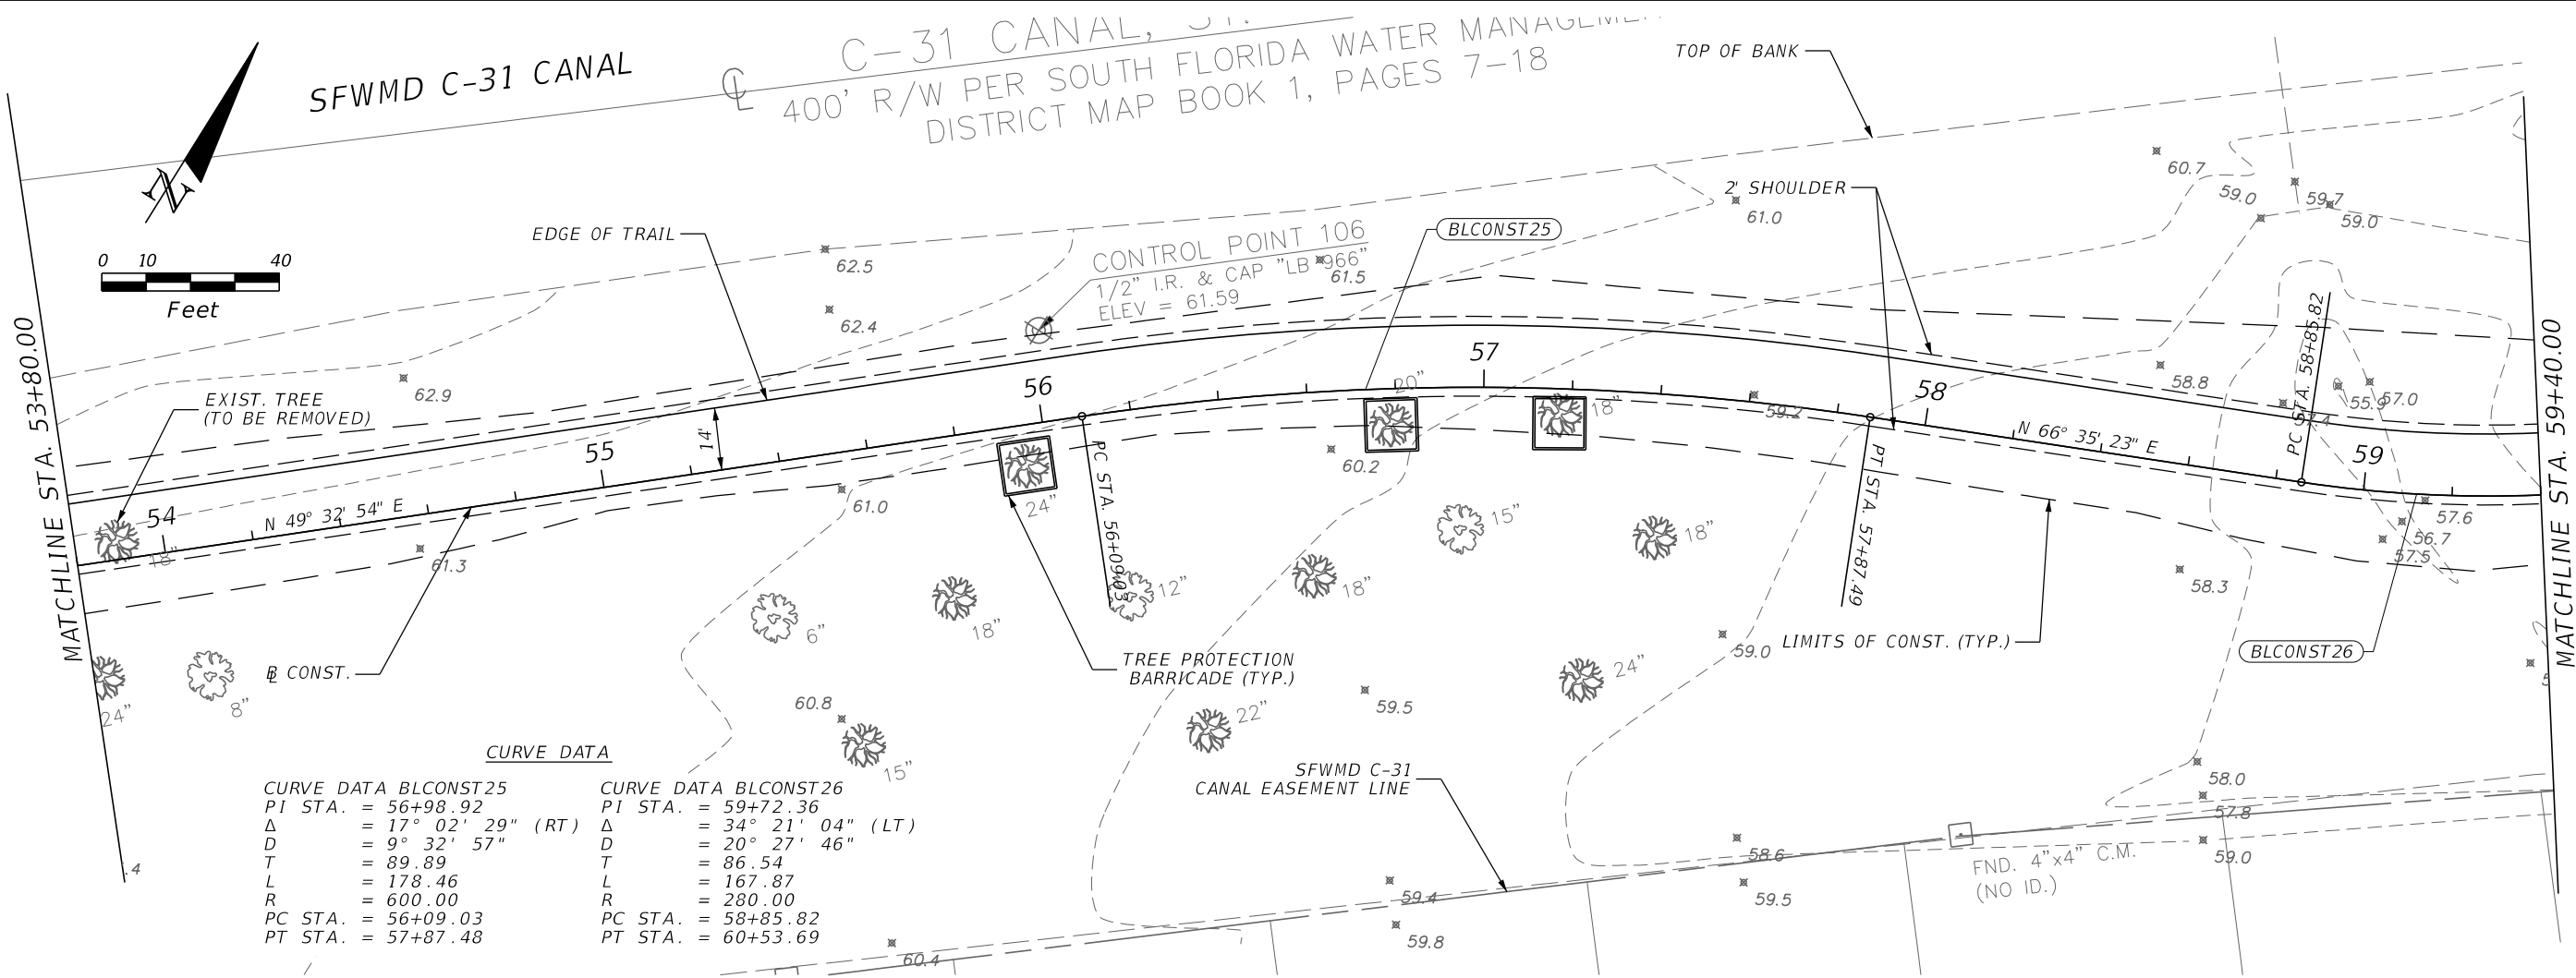 C-31 CANAL,
400' R/W PER SOUTH FLORIDA WATER
DISTRICT MAP BOOK 1, PAGES 7-18
SFWMD C-31 CANAL
CL
TOP OF BANK
N
0 10 40
Feet
EDGE OF TRAIL
CONTROL POINT 106
1/2" I.R. & CAP "LB 966"
ELEV = 61.59
BLCONST25
2' SHOULDER
60.7
59.0
59.7
59.0
61.0
62.5
61.5
62.4
62.9
MATCHLINE STA. 53+80.00
EXIST. TREE
(TO BE REMOVED)
54
55
56
57
58
59
N 49° 32' 54" E
14'
18"
20"
18"
24"
59.2
58.8
55.9
57.0
57.4
N 66° 35' 23" E
PC STA. 58+85.82
MATCHLINE STA. 59+40.00
61.3
61.0
60.2
PC STA. 56+09.03
PT STA. 57+87.49
15"
18"
57.6
56.7
57.5
58.3
6"
18"
12"
18"
24"
8"
BL CONST.
TREE PROTECTION
BARRICADE (TYP.)
LIMITS OF CONST. (TYP.)
BLCONST26
59.0
24"
22"
59.5
60.8
15"
SFWMD C-31
CANAL EASEMENT LINE
58.0
57.8
59.0
58.6
59.5
FND. 4"x4" C.M.
(NO ID.)
59.4
59.8
60.4
.4
CURVE DATA
CURVE DATA BLCONST25
PI STA. = 56+98.92
Δ = 17° 02' 29" (RT)
D = 9° 32' 57"
T = 89.89
L = 178.46
R = 600.00
PC STA. = 56+09.03
PT STA. = 57+87.48
CURVE DATA BLCONST26
PI STA. = 59+72.36
Δ = 34° 21' 04" (LT)
D = 20° 27' 46"
T = 86.54
L = 167.87
R = 280.00
PC STA. = 58+85.82
PT STA. = 60+53.69